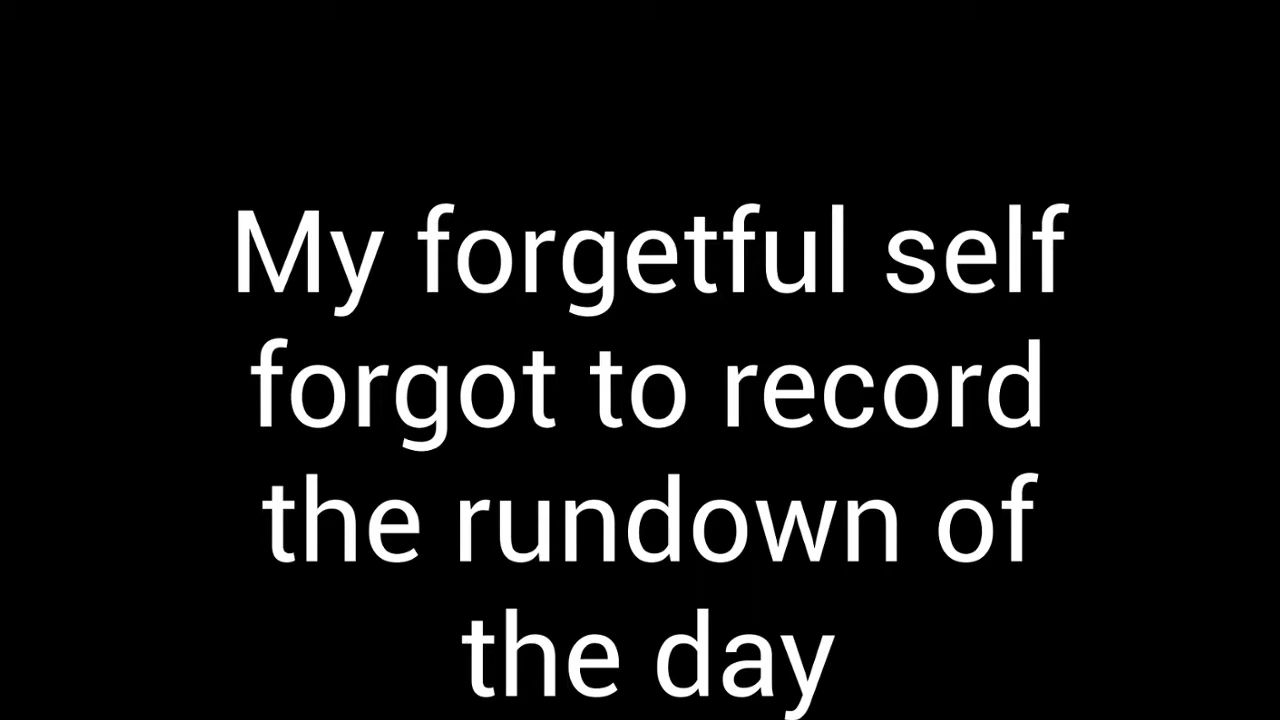 My forgetful self
forgot to record
the rundown of
the day